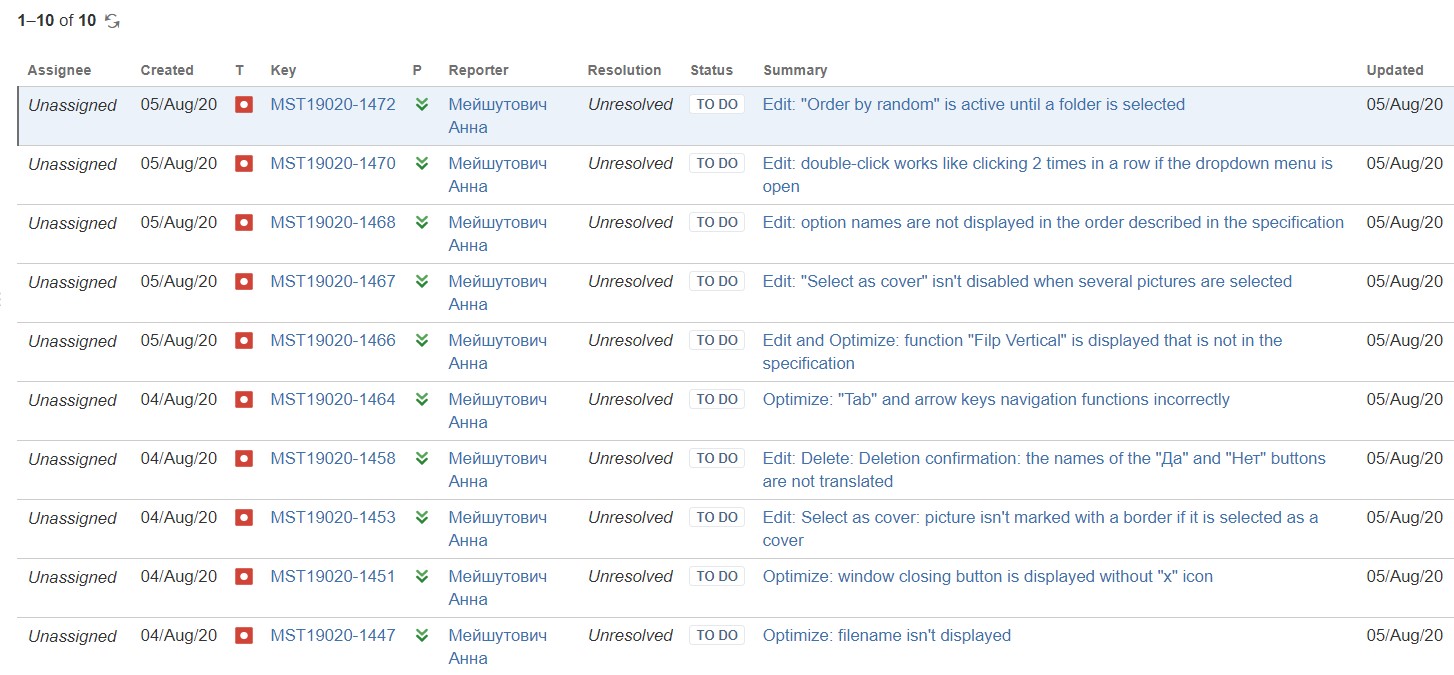 1–10 of 10
Assignee Created T Key P Reporter Resolution Status Summary Updated
Unassigned 05/Aug/20 MST19020-1472 Мейшутович Unresolved TO DO Edit: "Order by random" is active until a folder is selected 05/Aug/20
Анна
Unassigned 05/Aug/20 MST19020-1470 Мейшутович Unresolved TO DO Edit: double-click works like clicking 2 times in a row if the dropdown menu is 05/Aug/20
Анна open
Unassigned 05/Aug/20 MST19020-1468 Мейшутович Unresolved TO DO Edit: option names are not displayed in the order described in the specification 05/Aug/20
Анна
Unassigned 05/Aug/20 MST19020-1467 Мейшутович Unresolved TO DO Edit: "Select as cover" isn't disabled when several pictures are selected 05/Aug/20
Анна
Unassigned 05/Aug/20 MST19020-1466 Мейшутович Unresolved TO DO Edit and Optimize: function "Filp Vertical" is displayed that is not in the 05/Aug/20
Анна specification
Unassigned 04/Aug/20 MST19020-1464 Мейшутович Unresolved TO DO Optimize: "Tab" and arrow keys navigation functions incorrectly 05/Aug/20
Анна
Unassigned 04/Aug/20 MST19020-1458 Мейшутович Unresolved TO DO Edit: Delete: Deletion confirmation: the names of the "Да" and "Нет" buttons 05/Aug/20
Анна are not translated
Unassigned 04/Aug/20 MST19020-1453 Мейшутович Unresolved TO DO Edit: Select as cover: picture isn't marked with a border if it is selected as a 05/Aug/20
Анна cover
Unassigned 04/Aug/20 MST19020-1451 Мейшутович Unresolved TO DO Optimize: window closing button is displayed without "x" icon 05/Aug/20
Анна
Unassigned 04/Aug/20 MST19020-1447 Мейшутович Unresolved TO DO Optimize: filename isn't displayed 05/Aug/20
Анна